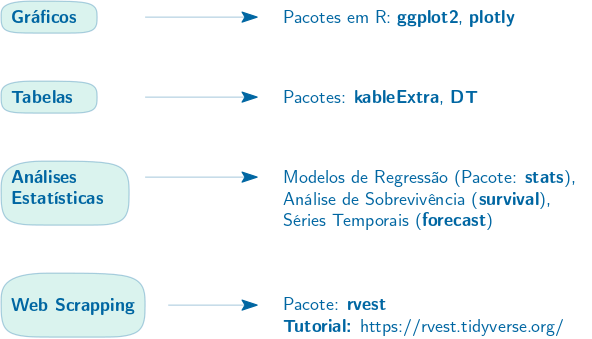 Gráficos
Pacotes em R: ggplot2, plotly
Tabelas
Pacotes: kableExtra, DT
Análises
Estatísticas
Modelos de Regressão (Pacote: stats),
Análise de Sobrevivência (survival),
Séries Temporais (forecast)
Web Scrapping
Pacote: rvest
Tutorial: https://rvest.tidyverse.org/